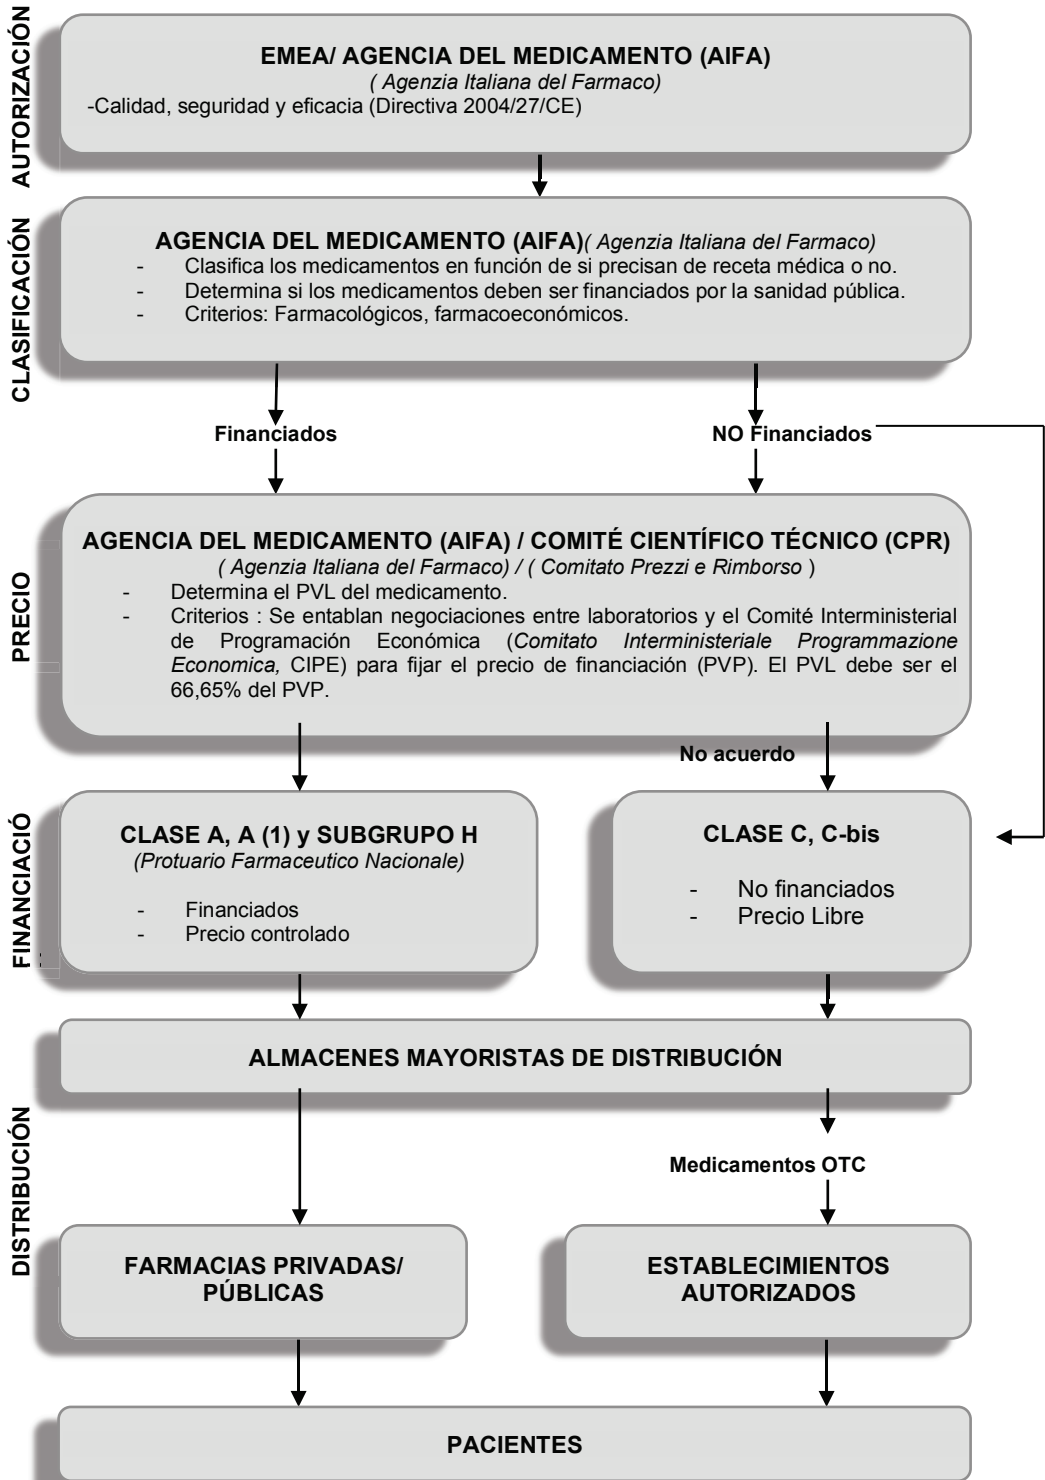 AUTORIZACIÓN
EMEA/ AGENCIA DEL MEDICAMENTO (AIFA)
( Agenzia Italiana del Farmaco)
-Calidad, seguridad y eficacia (Directiva 2004/27/CE)
CLASIFICACIÓN
AGENCIA DEL MEDICAMENTO (AIFA)( Agenzia Italiana del Farmaco)
- Clasifica los medicamentos en función de si precisan de receta médica o no.
- Determina si los medicamentos deben ser financiados por la sanidad pública.
- Criterios: Farmacológicos, farmacoeconómicos.
Financiados
NO Financiados
PRECIO
AGENCIA DEL MEDICAMENTO (AIFA) / COMITÉ CIENTÍFICO TÉCNICO (CPR)
( Agenzia Italiana del Farmaco) / ( Comitato Prezzi e Rimborso )
- Determina el PVL del medicamento.
- Criterios : Se entablan negociaciones entre laboratorios y el Comité Interministerial
de Programación Económica (Comitato Interministeriale Programmazione
Economica, CIPE) para fijar el precio de financiación (PVP). El PVL debe ser el
66,65% del PVP.
No acuerdo
FINANCIACIÓ
CLASE A, A (1) y SUBGRUPO H
(Protuario Farmaceutico Nacionale)
- Financiados
- Precio controlado
CLASE C, C-bis
- No financiados
- Precio Libre
ALMACENES MAYORISTAS DE DISTRIBUCIÓN
DISTRIBUCIÓN
Medicamentos OTC
FARMACIAS PRIVADAS/
PÚBLICAS
ESTABLECIMIENTOS
AUTORIZADOS
PACIENTES